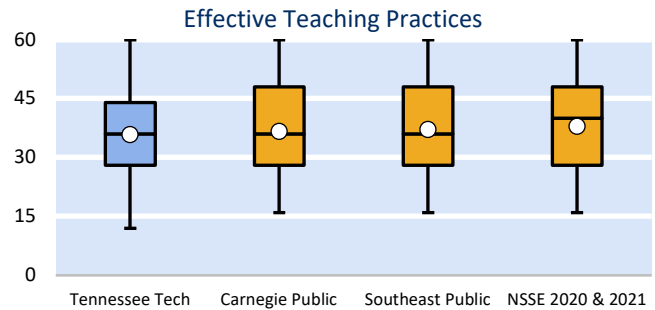 Effective Teaching Practices
60
45
30
15
0
Tennessee Tech Carnegie Public Southeast Public NSSE 2020 & 2021